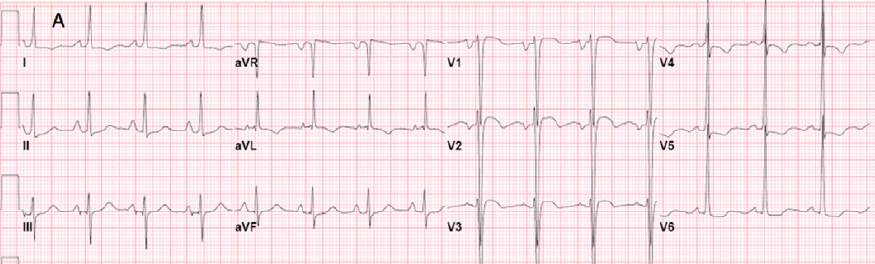 A
I aVR V1 V4
II aVL V2 V5
III aVF V3 V6